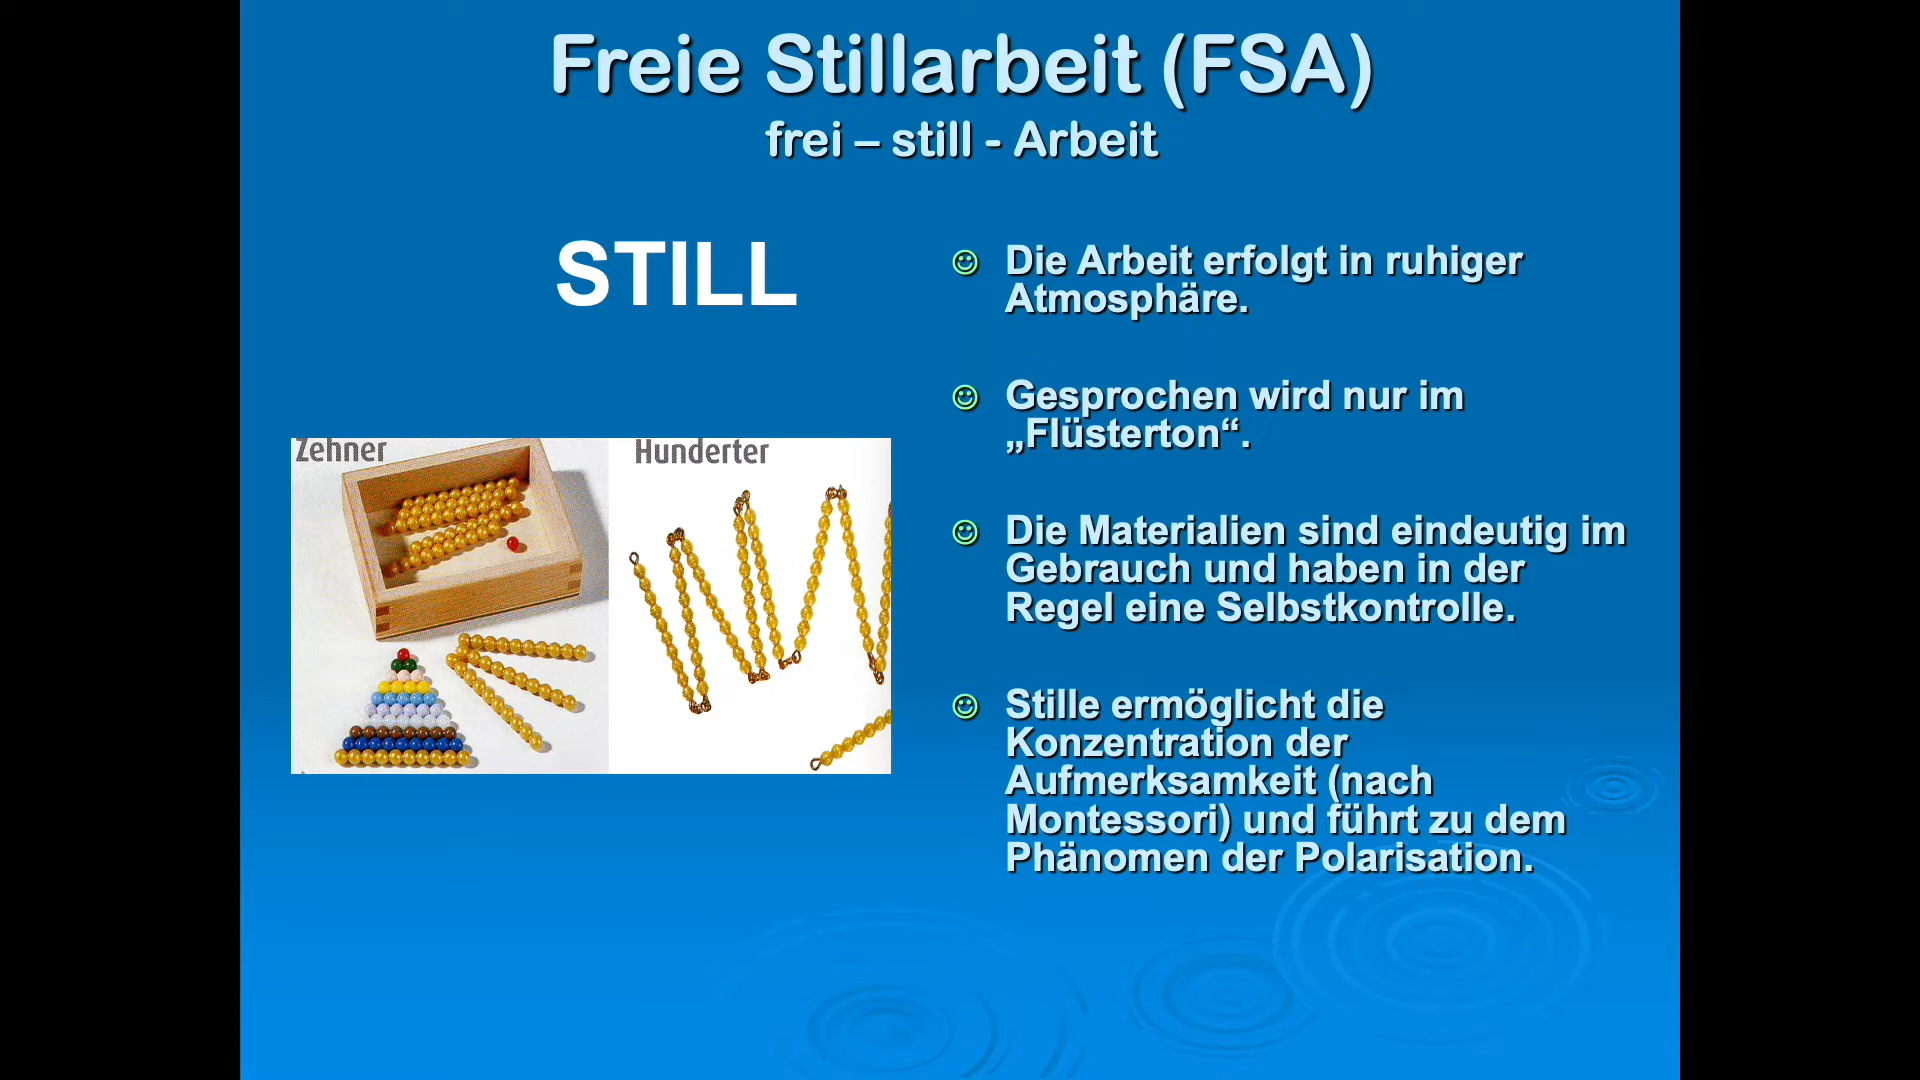 Freie Stillarbeit (FSA)
frei – still - Arbeit
STILL
Zehner
Hunderter
Die Arbeit erfolgt in ruhiger
Atmosphäre.
Gesprochen wird nur im
„Flüsterton“.
Die Materialien sind eindeutig im
Gebrauch und haben in der
Regel eine Selbstkontrolle.
Stille ermöglicht die
Konzentration der
Aufmerksamkeit (nach
Montessori) und führt zu dem
Phänomen der Polarisation.